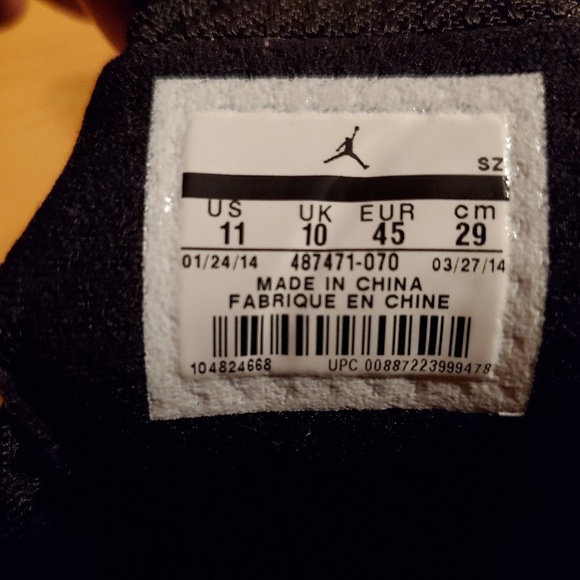 SZ
US UK EUR cm
11 10 45 29
01/24/14 487471-070 03/27/14
MADE IN CHINA
FABRIQUE EN CHINE
104824668 UPC 00887223999478